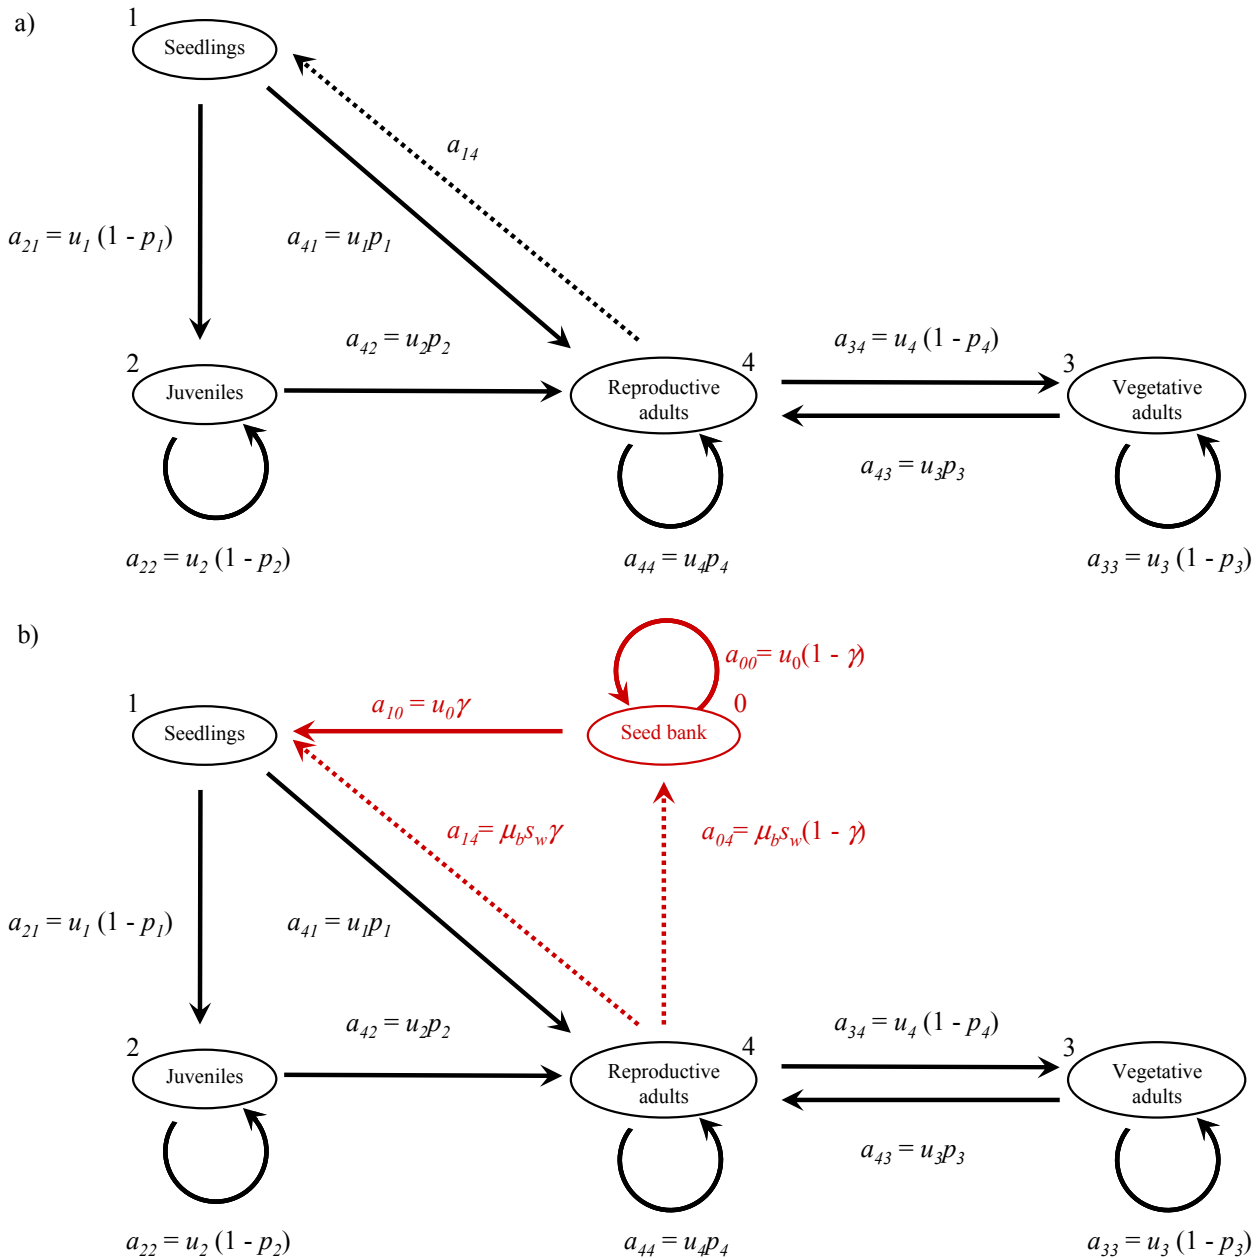 a)
1
Seedlings
a₁₄
a₂₁ = u₁ (1 - p₁)
a₄₁ = u₁p₁
2
Juveniles
a₄₂ = u₂p₂
4
Reproductive
adults
a₃₄ = u₄ (1 - p₄)
3
Vegetative
adults
a₄₃ = u₃p₃
a₂₂ = u₂ (1 - p₂)
a₄₄ = u₄p₄
a₃₃ = u₃ (1 - p₃)
b)
a₀₀= u₀(1 - γ)
1
Seedlings
a₁₀ = u₀γ
0
Seed bank
a₁₄= μ_b s_w γ
a₀₄= μ_b s_w(1 - γ)
a₂₁ = u₁ (1 - p₁)
a₄₁ = u₁p₁
2
Juveniles
a₄₂ = u₂p₂
4
Reproductive
adults
a₃₄ = u₄ (1 - p₄)
3
Vegetative
adults
a₄₃ = u₃p₃
a₂₂ = u₂ (1 - p₂)
a₄₄ = u₄p₄
a₃₃ = u₃ (1 - p₃)